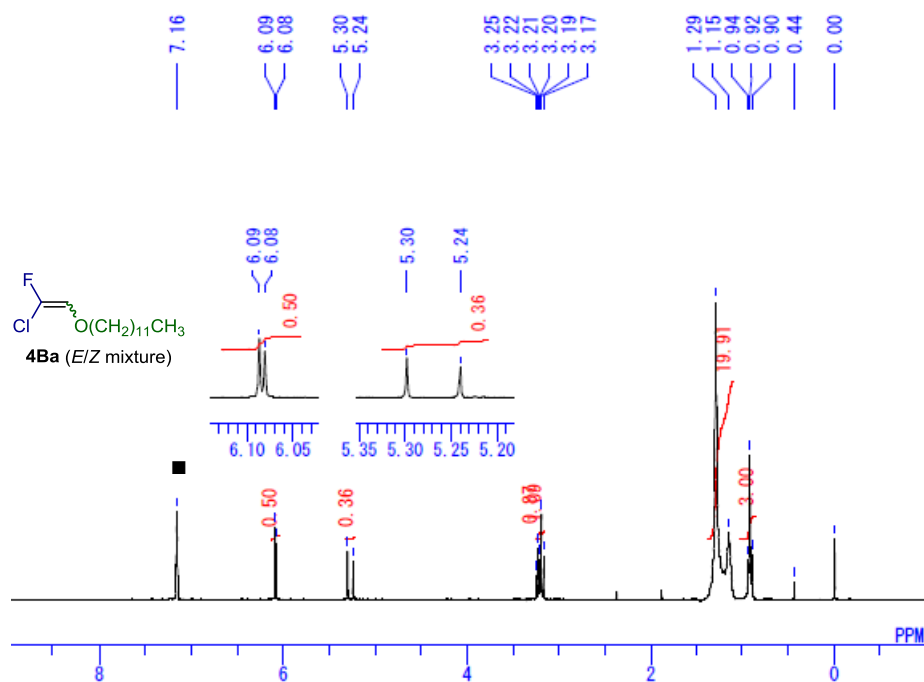 7.16 6.09 6.08 5.30 5.24 3.25 3.22 3.21 3.20 3.19 3.17 1.29 1.15 0.94 0.92 0.90 0.44 0.00
6.09 6.08 5.30 5.24
F
Cl
O(CH2)11CH3
4Ba (E/Z mixture)
0.50 0.36
19.91
6.10 6.05 5.35 5.30 5.25 5.20
0.50 0.36 0.87 3.00
PPM
8 6 4 2 0